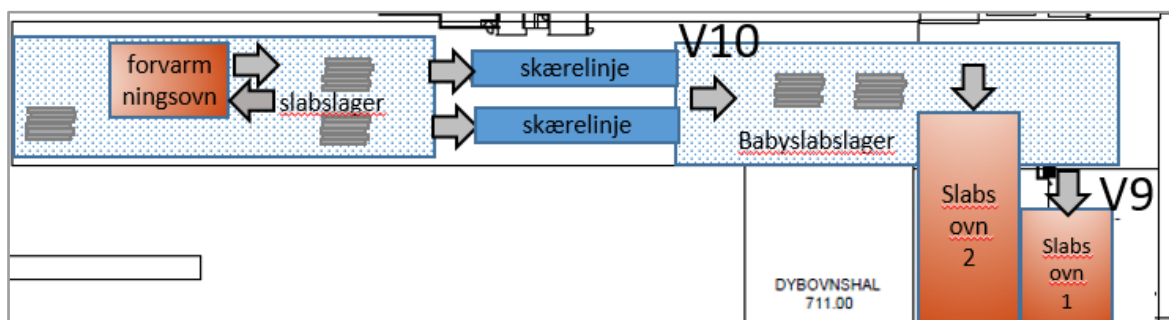 forvarm
ningsovn
slabslager
skærelinje
skærelinje
V10
Babyslabslager
Slabs
ovn
2
V9
Slabs
ovn
1
DYBOVNSHAL
711.00